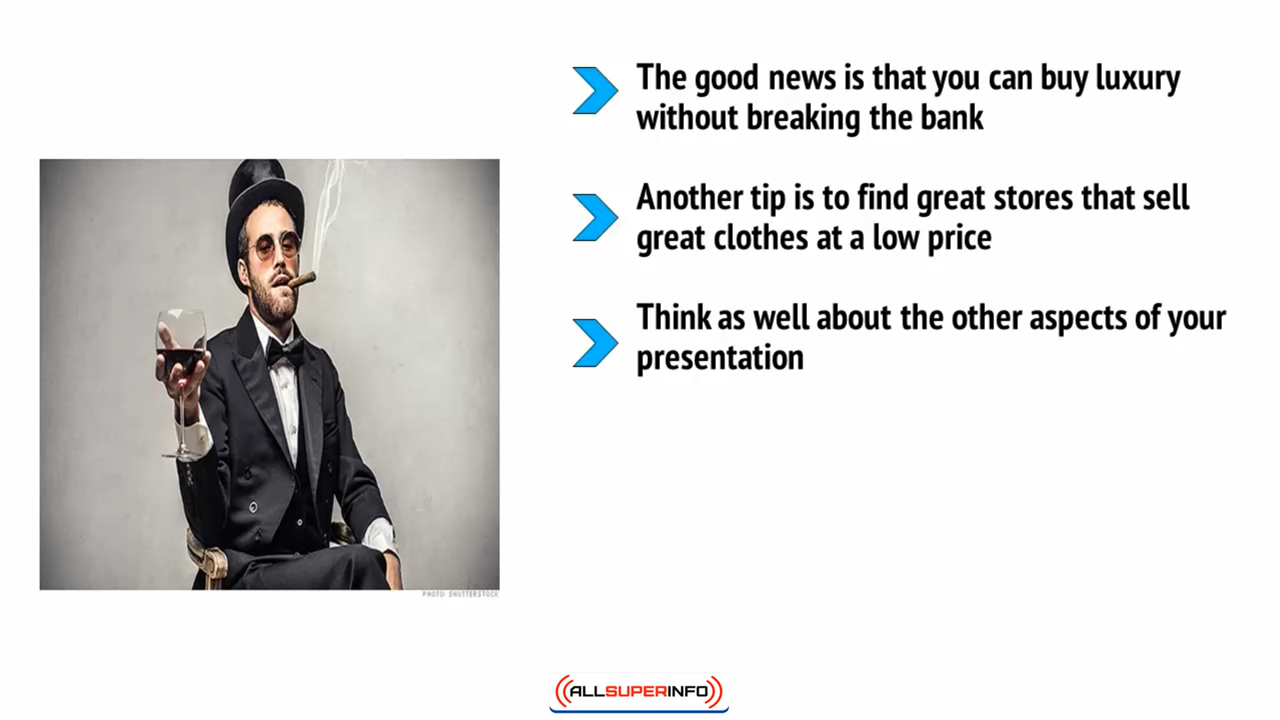 The good news is that you can buy luxury
without breaking the bank
Another tip is to find great stores that sell
great clothes at a low price
Think as well about the other aspects of your
presentation
PHOTO: SHUTTERSTOCK
ALLSUPERINFO